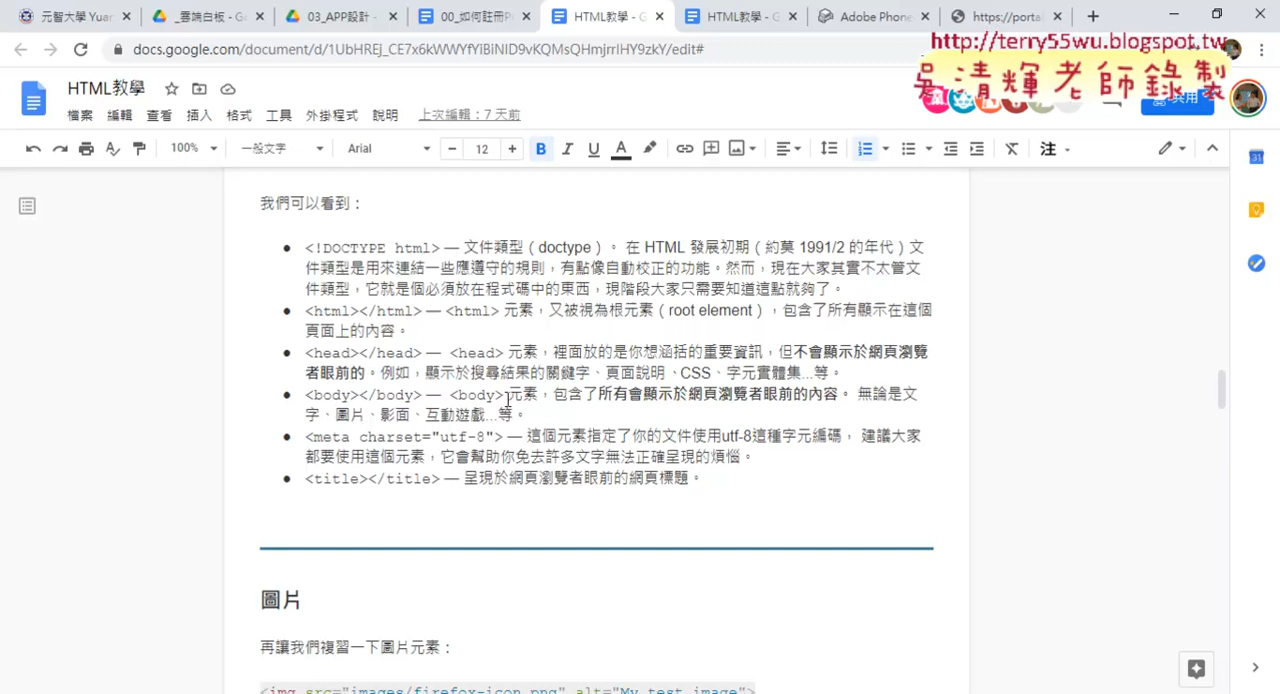 元智大學 Yuar
_雲端白板 - G
03_APP設計 -
00_如何註冊P
HTML教學 - G
HTML教學 - G
Adobe Phone
https://porta
docs.google.com/document/d/1UbHREj_CE7x6kWWYfYiBiNID9vKQMsQHmjrrIHY9zkY/edit#
http://terry55wu.blogspot.tw
吳清輝老師錄製
HTML教學
檔案 編輯 查看 插入 格式 工具 外掛程式 說明 上次編輯：7 天前
共用
100% 一般文字 Arial 12 B I U A 注
31
我們可以看到：
● <!DOCTYPE html> — 文件類型（doctype）。 在 HTML 發展初期（約莫 1991/2 的年代）文
件類型是用來連結一些應遵守的規則，有點像自動校正的功能。然而，現在大家其實不太管文
件類型，它就是個必須放在程式碼中的東西，現階段大家只需要知道這點就夠了。
● <html></html> — <html> 元素，又被視為根元素（root element），包含了所有顯示在這個
頁面上的內容。
● <head></head> — <head> 元素，裡面放的是你想涵括的重要資訊，但不會顯示於網頁瀏覽
者眼前的。例如，顯示於搜尋結果的關鍵字、頁面說明 、CSS、字元實體集...等。
● <body></body> — <body> 元素，包含了所有會顯示於網頁瀏覽者眼前的內容。 無論是文
字、圖片、影面、互動遊戲...等。
● <meta charset="utf-8"> — 這個元素指定了你的文件使用utf-8這種字元編碼， 建議大家
都要使用這個元素，它會幫助你免去許多文字無法正確呈現的煩惱。
● <title></title> — 呈現於網頁瀏覽者眼前的網頁標題。
圖片
再讓我們複習一下圖片元素：
<img src="images/firefox-icon.png" alt="My test image">